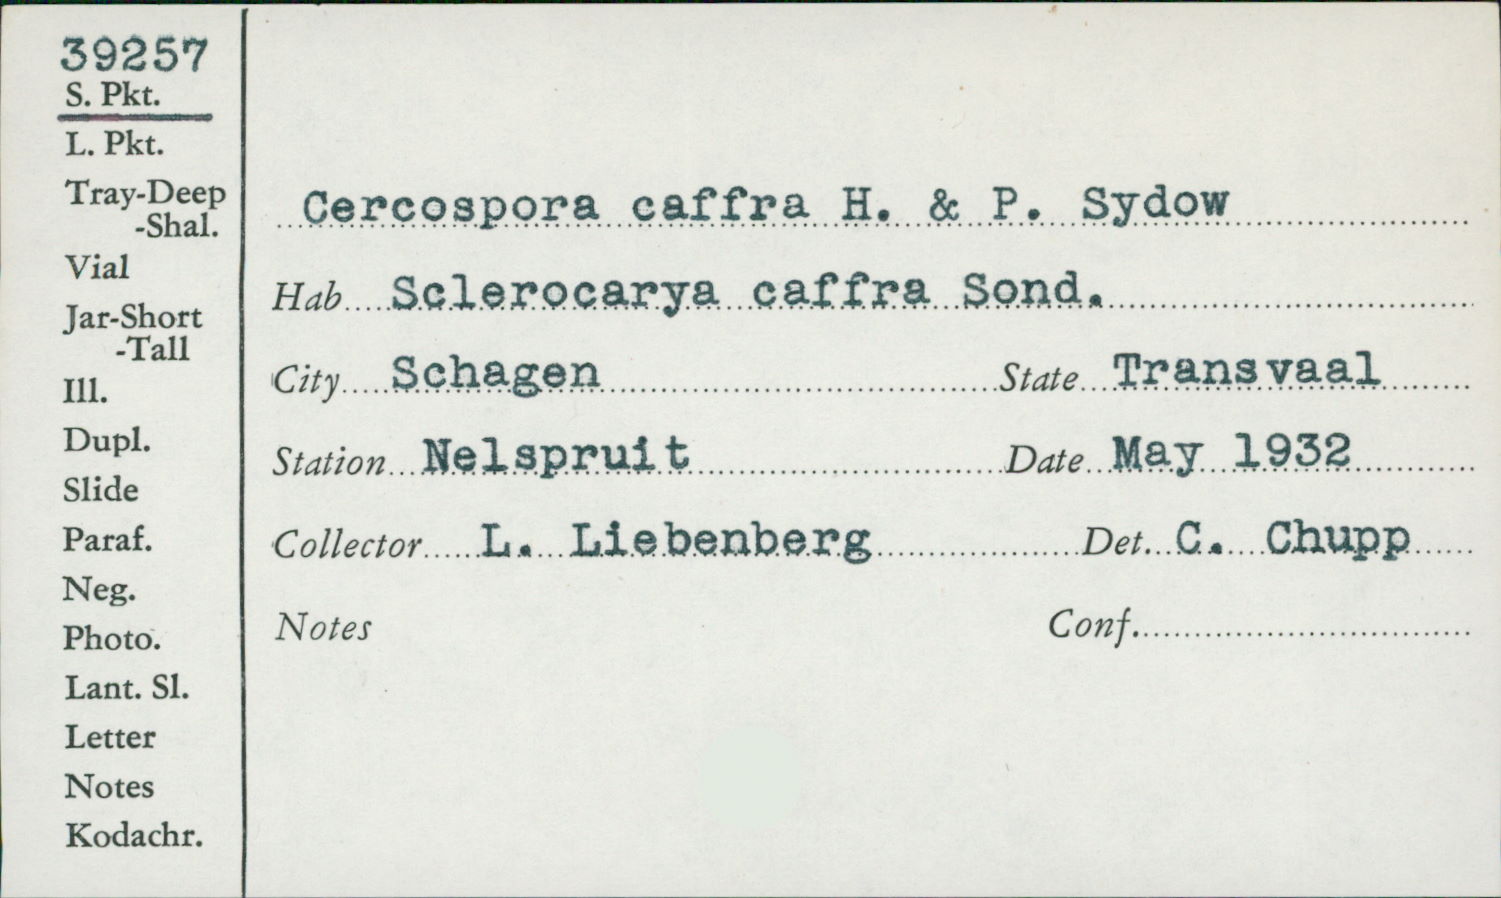 39257
S. Pkt.
L. Pkt.
Tray-Deep
-Shal.
Vial
Jar-Short
-Tall
Ill.
Dupl.
Slide
Paraf.
Neg.
Photo.
Lant. Sl.
Letter
Notes
Kodachr.
Cercospora caffra H. & P. Sydow
Hab Sclerocarya caffra Sond.
City Schagen State Transvaal
Station Nelspruit Date May 1932
Collector L. Liebenberg Det. C. Chupp
Notes Conf.